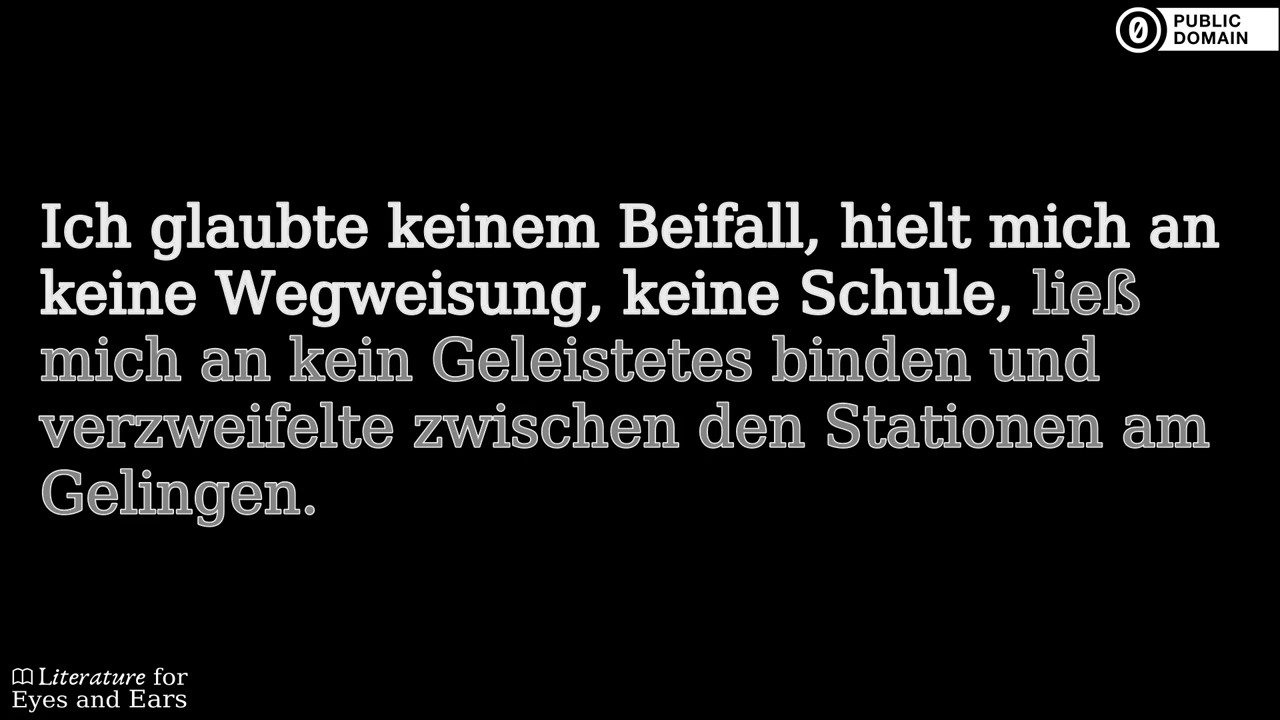 PUBLIC
DOMAIN
Ich glaubte keinem Beifall, hielt mich an
keine Wegweisung, keine Schule, ließ
mich an kein Geleistetes binden und
verzweifelte zwischen den Stationen am
Gelingen.
Literature for
Eyes and Ears